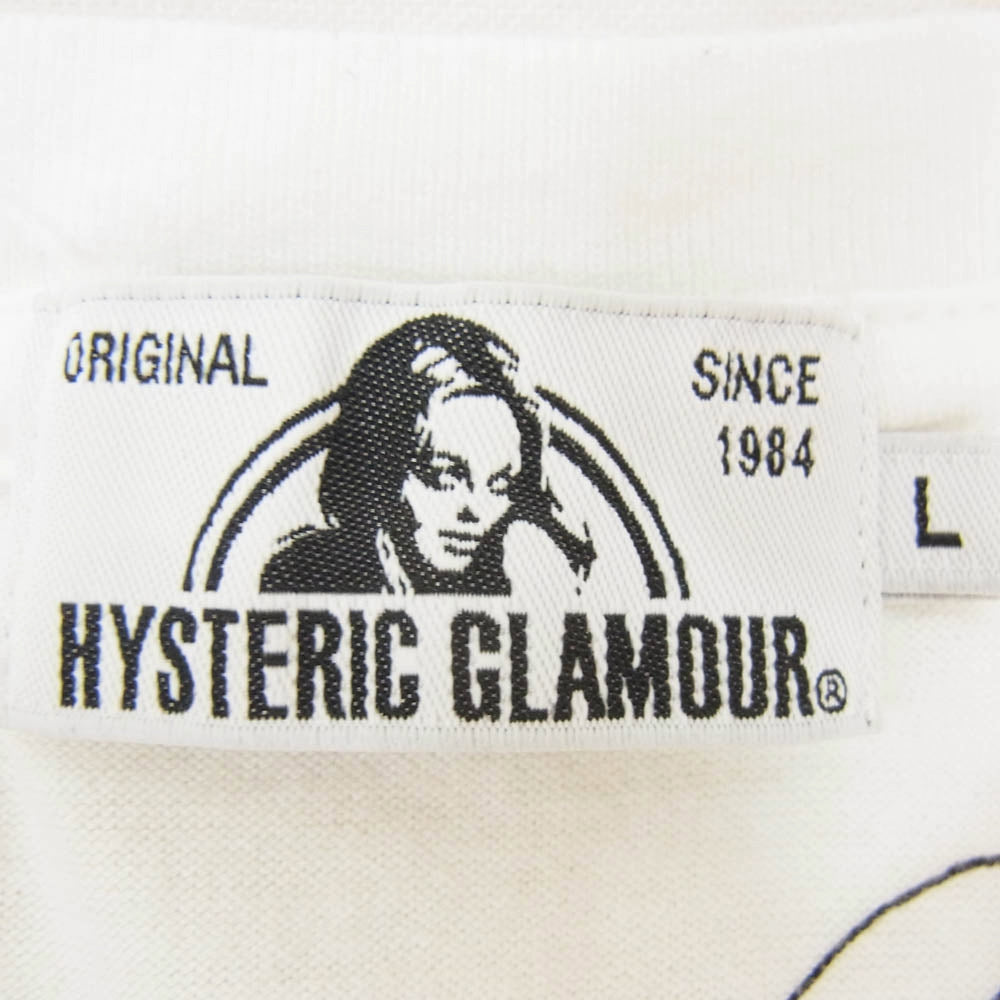 ORIGINAL
SINCE
1984
L
HYSTERIC GLAMOUR®